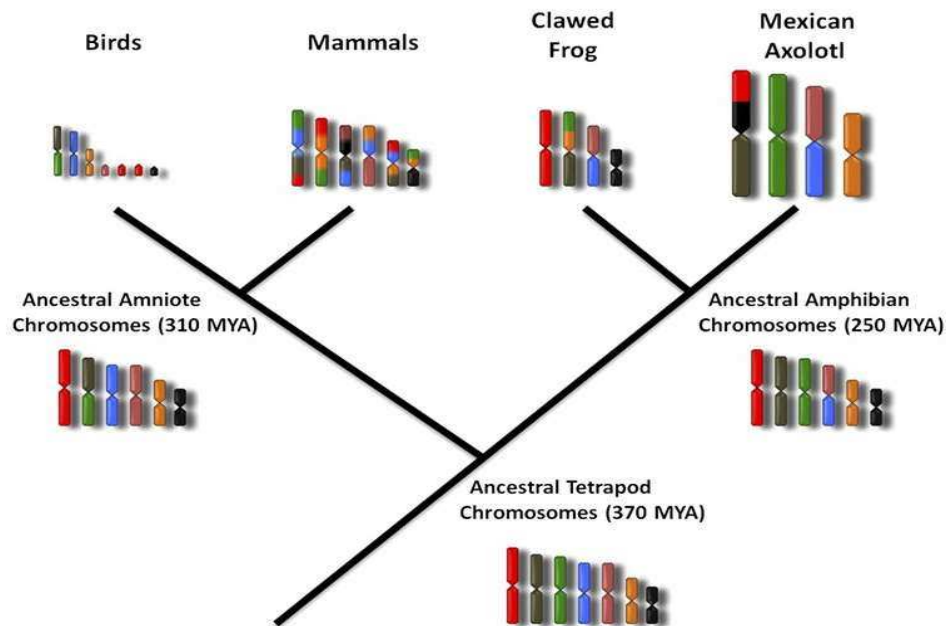 Birds
Mammals
Clawed
Frog
Mexican
Axolotl
Ancestral Amniote
Chromosomes (310 MYA)
Ancestral Amphibian
Chromosomes (250 MYA)
Ancestral Tetrapod
Chromosomes (370 MYA)